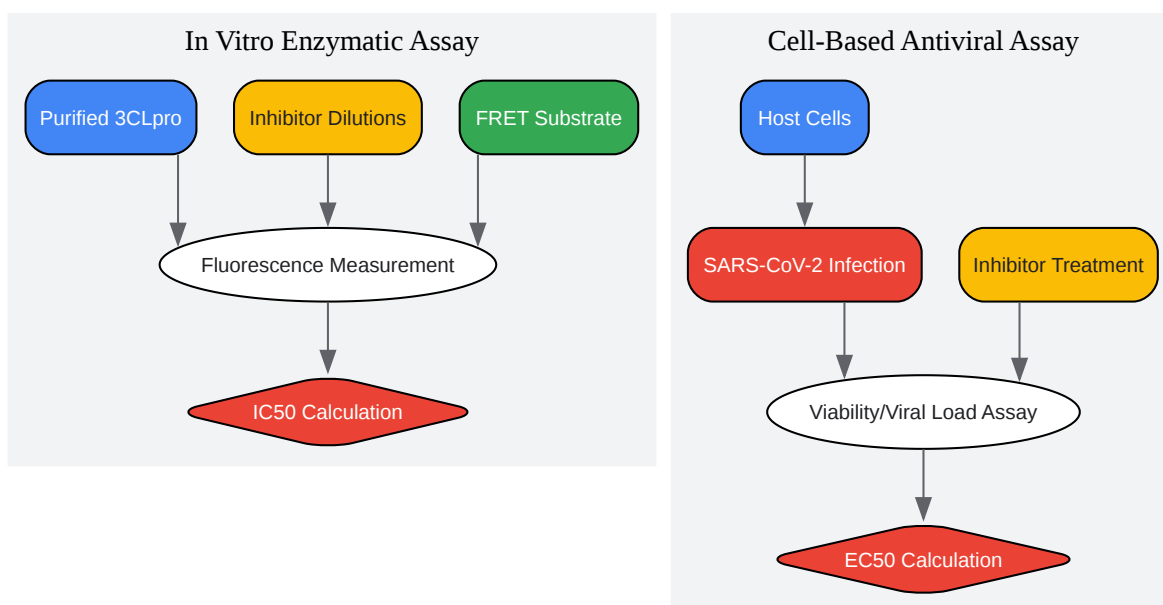 In Vitro Enzymatic Assay
Purified 3CLpro
Inhibitor Dilutions
FRET Substrate
Fluorescence Measurement
IC50 Calculation
Cell-Based Antiviral Assay
Host Cells
SARS-CoV-2 Infection
Inhibitor Treatment
Viability/Viral Load Assay
EC50 Calculation